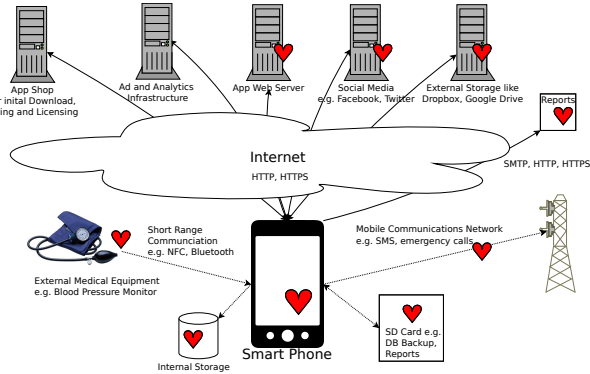 App Shop
inital Download,
ing and Licensing
Ad and Analytics
Infrastructure
App Web Server
Social Media
e.g. Facebook, Twitter
External Storage like
Dropbox, Google Drive
Reports
Internet
HTTP, HTTPS
SMTP, HTTP, HTTPS
Short Range
Communciation
e.g. NFC, Bluetooth
Mobile Communications Network
e.g. SMS, emergency calls
External Medical Equipment
e.g. Blood Pressure Monitor
SD Card e.g.
DB Backup,
Reports
Smart Phone
Internal Storage